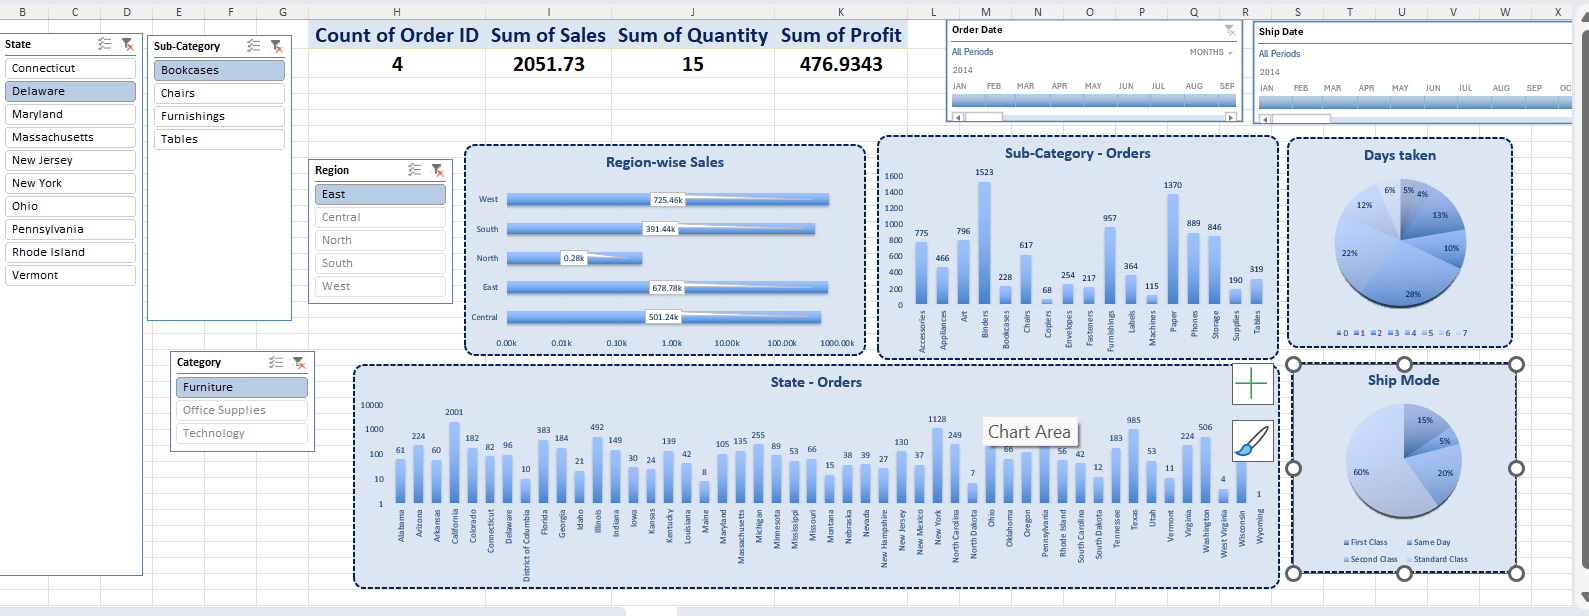 B C D E F G H I J K L M N O P Q R S T U V W X
State
Connecticut
Delaware
Maryland
Massachusetts
New Jersey
New York
Ohio
Pennsylvania
Rhode Island
Vermont
Sub-Category
Bookcases
Chairs
Furnishings
Tables
Count of Order ID Sum of Sales Sum of Quantity Sum of Profit
4 2051.73 15 476.9343
Order Date
All Periods MONTHS
2014
JAN FEB MAR APR MAY JUN JUL AUG SEP
Ship Date
All Periods
2014
JAN FEB MAR APR MAY JUN JUL AUG SEP OC
Region
East
Central
North
South
West
Category
Furniture
Office Supplies
Technology
Region-wise Sales
West 725.46k
South 391.44k
North 0.28k
East 678.78k
Central 501.24k
0.00k 0.01k 0.10k 1.00k 10.00k 100.00k 1000.00k
Sub-Category - Orders
1600
1400
1200
1000
800
600
400
200
0
775 466 796 1523 228 617 68 254 217 957 364 115 1370 889 846 190 319
Accessories Appliances Art Binders Bookcases Chairs Copiers Envelopes Fasteners Furnishings Labels Machines Paper Phones Storage Supplies Tables
Days taken
5% 4% 13% 10% 28% 22% 12% 6%
0 1 2 3 4 5 6 7
State - Orders
10000
1000
100
10
1
61 224 60 2001 182 82 96 10 383 184 21 492 149 30 24 139 42 8 105 135 255 89 53 66 15 38 39 27 130 37 1128 249 7 66 56 42 12 183 985 53 11 224 506 4 1
Alabama Arizona Arkansas California Colorado Connecticut Delaware District of Columbia Florida Georgia Idaho Illinois Indiana Iowa Kansas Kentucky Louisiana Maine Maryland Massachusetts Michigan Minnesota Mississippi Missouri Montana Nebraska Nevada New Hampshire New Jersey New Mexico New York North Carolina North Dakota Ohio Oklahoma Oregon Pennsylvania Rhode Island South Carolina South Dakota Tennessee Texas Utah Vermont Virginia Washington West Virginia Wisconsin Wyoming
Chart Area
Ship Mode
15% 5% 20% 60%
First Class Same Day
Second Class Standard Class